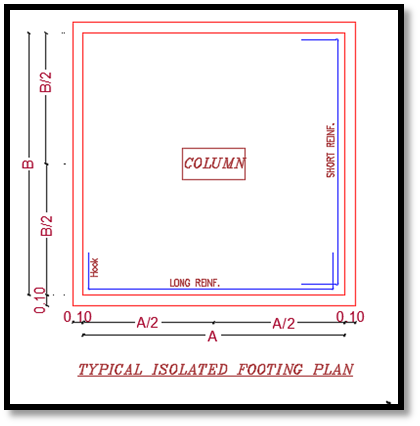 B/2
B
COLUMN
SHORT REINF.
B/2
Hook
LONG REINF.
0,10
0,10
A/2
A/2
0,10
A
TYPICAL ISOLATED FOOTING PLAN